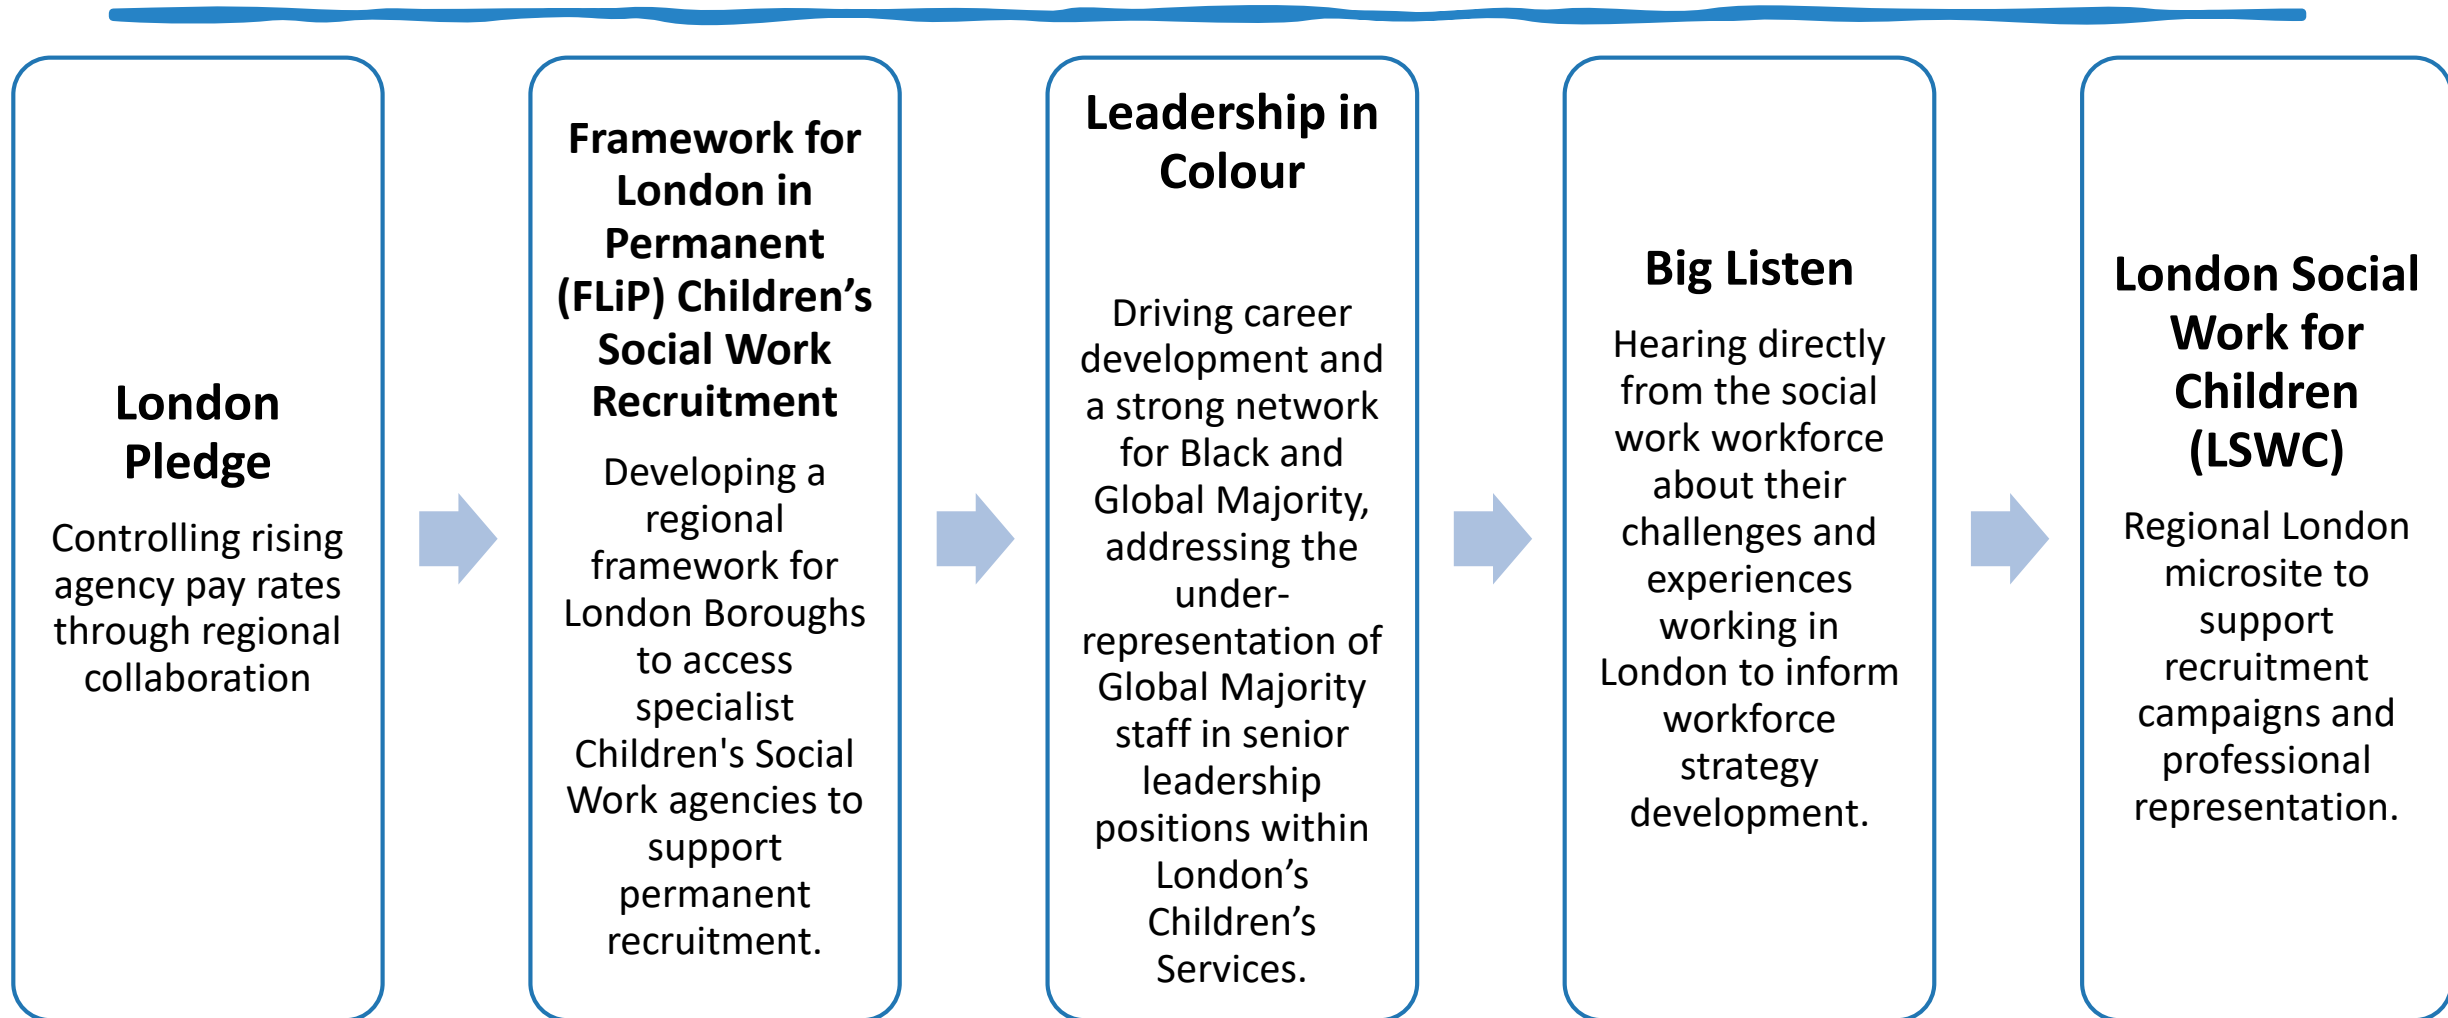 London
Pledge
Controlling rising
agency pay rates
through regional
collaboration
Framework for
London in
Permanent
(FLiP) Children’s
Social Work
Recruitment
Developing a
regional
framework for
London Boroughs
to access
specialist
Children's Social
Work agencies to
support
permanent
recruitment.
Leadership in
Colour
Driving career
development and
a strong network
for Black and
Global Majority,
addressing the
under-
representation of
Global Majority
staff in senior
leadership
positions within
London’s
Children’s
Services.
Big Listen
Hearing directly
from the social
work workforce
about their
challenges and
experiences
working in
London to inform
workforce
strategy
development.
London Social
Work for
Children
(LSWC)
Regional London
microsite to
support
recruitment
campaigns and
professional
representation.